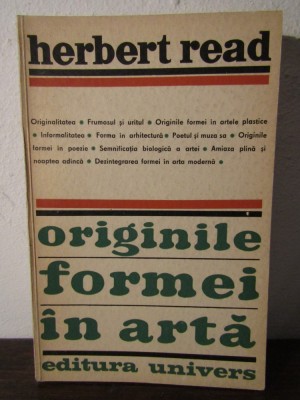 herbert read
Originalitatea • Frumosul și urîtul • Originile formei în artele plastice
• Informalitatea • Forma în arhitectură • Poetul și muza sa • Originile
formei în poezie • Semnificația biologică a artei • Amiaza plină și
noaptea adîncă • Dezintegrarea formei în arta modernă •
originile
formei
în artă
editura univers